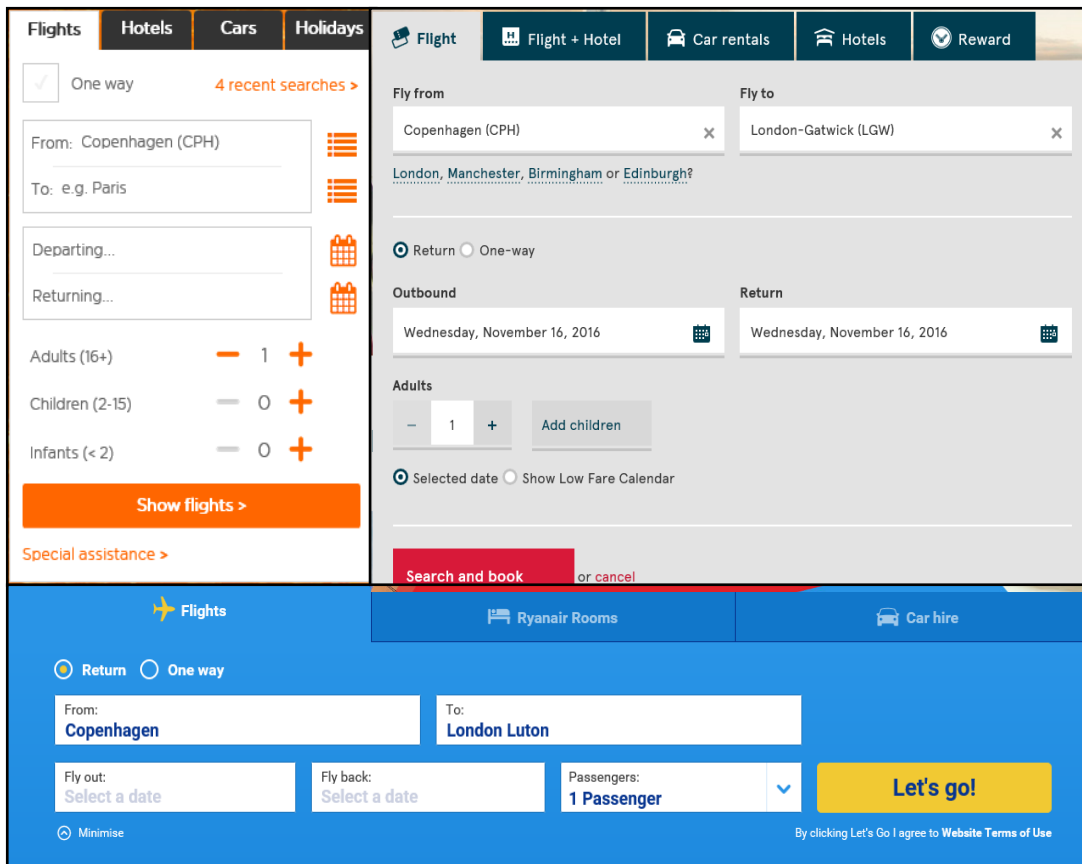 Flights Hotels Cars Holidays
One way 4 recent searches >
From: Copenhagen (CPH)
To: e.g. Paris
Departing...
Returning...
Adults (16+) 1
Children (2-15) 0
Infants (< 2) 0
Show flights >
Special assistance >
Flight Flight + Hotel Car rentals Hotels Reward
Fly from Fly to
Copenhagen (CPH) London-Gatwick (LGW)
London, Manchester, Birmingham or Edinburgh?
Return One-way
Outbound Return
Wednesday, November 16, 2016 Wednesday, November 16, 2016
Adults
− 1 + Add children
Selected date Show Low Fare Calendar
Search and book or cancel
Flights Ryanair Rooms Car hire
Return One way
From: To:
Copenhagen London Luton
Fly out: Fly back: Passengers:
Select a date Select a date 1 Passenger Let's go!
Minimise By clicking Let's Go I agree to Website Terms of Use